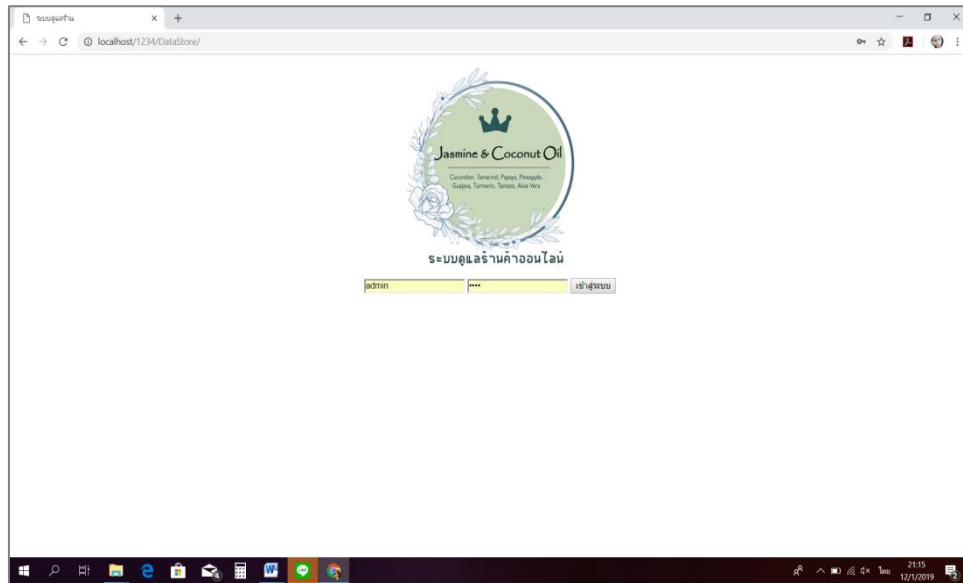 ระบบดูแลร้าน
localhost/1234/DataStore/
Jasmine & Coconut Oil
Cucumber, Tamarind, Papaya, Pineapple,
Guajava, Turmeric, Tomato, Aloe Vera
ระบบดูแลร้านค้าออนไลน์
admin
เข้าสู่ระบบ
ไทย
21:15
12/1/2019